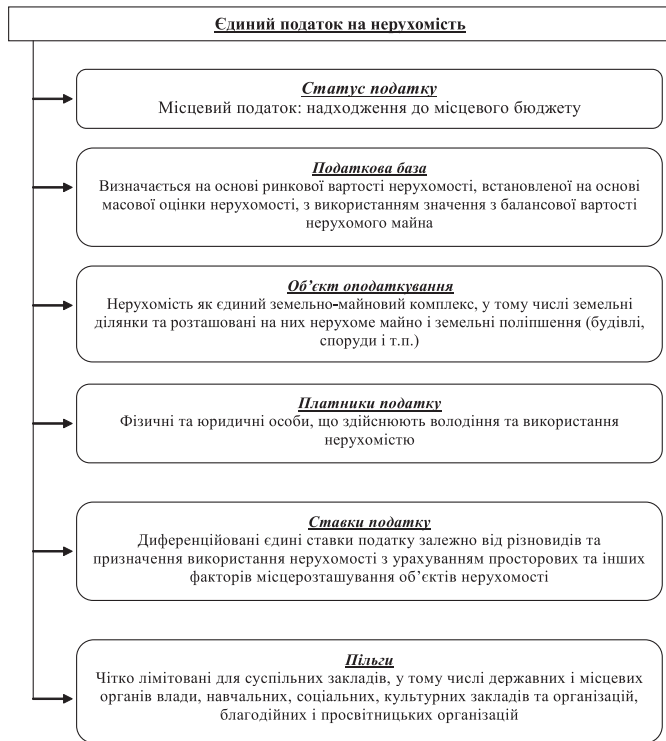 Єдиний податок на нерухомість
Статус податку
Місцевий податок: надходження до місцевого бюджету
Податкова база
Визначається на основі ринкової вартості нерухомості, встановленої на основі
масової оцінки нерухомості, з використанням значення з балансової вартості
нерухомого майна
Об’єкт оподаткування
Нерухомість як єдиний земельно-майновий комплекс, у тому числі земельні
ділянки та розташовані на них нерухоме майно і земельні поліпшення (будівлі,
споруди і т.п.)
Платники податку
Фізичні та юридичні особи, що здійснюють володіння та використання
нерухомістю
Ставки податку
Диференційовані єдині ставки податку залежно від різновидів та
призначення використання нерухомості з урахуванням просторових та інших
факторів місцерозташування об’єктів нерухомості
Пільги
Чітко лімітовані для суспільних закладів, у тому числі державних і місцевих
органів влади, навчальних, соціальних, культурних закладів та організацій,
благодійних і просвітницьких організацій